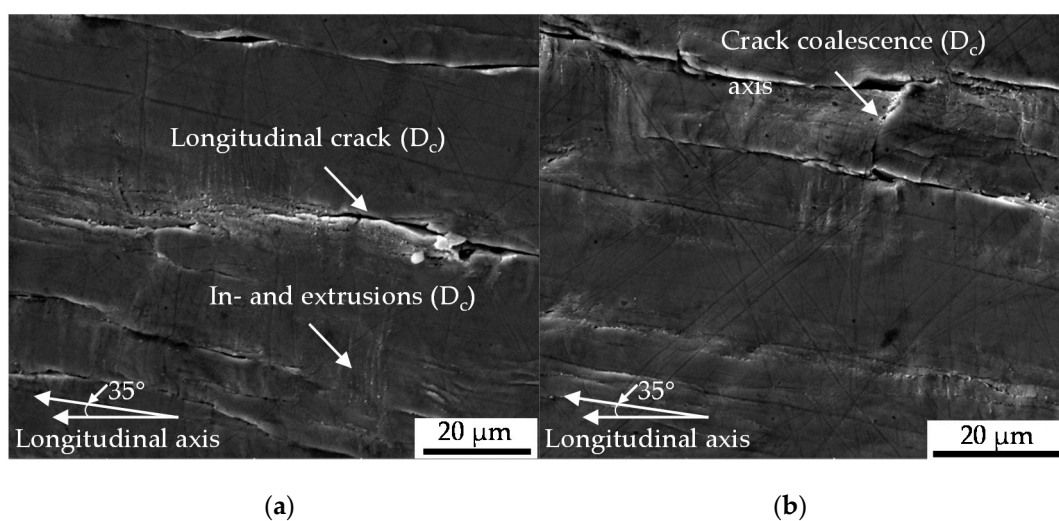 Longitudinal crack (Dc)
In- and extrusions (Dc)
35°
Longitudinal axis
20 µm
(a)
Crack coalescence (Dc)
axis
35°
Longitudinal axis
20 µm
(b)